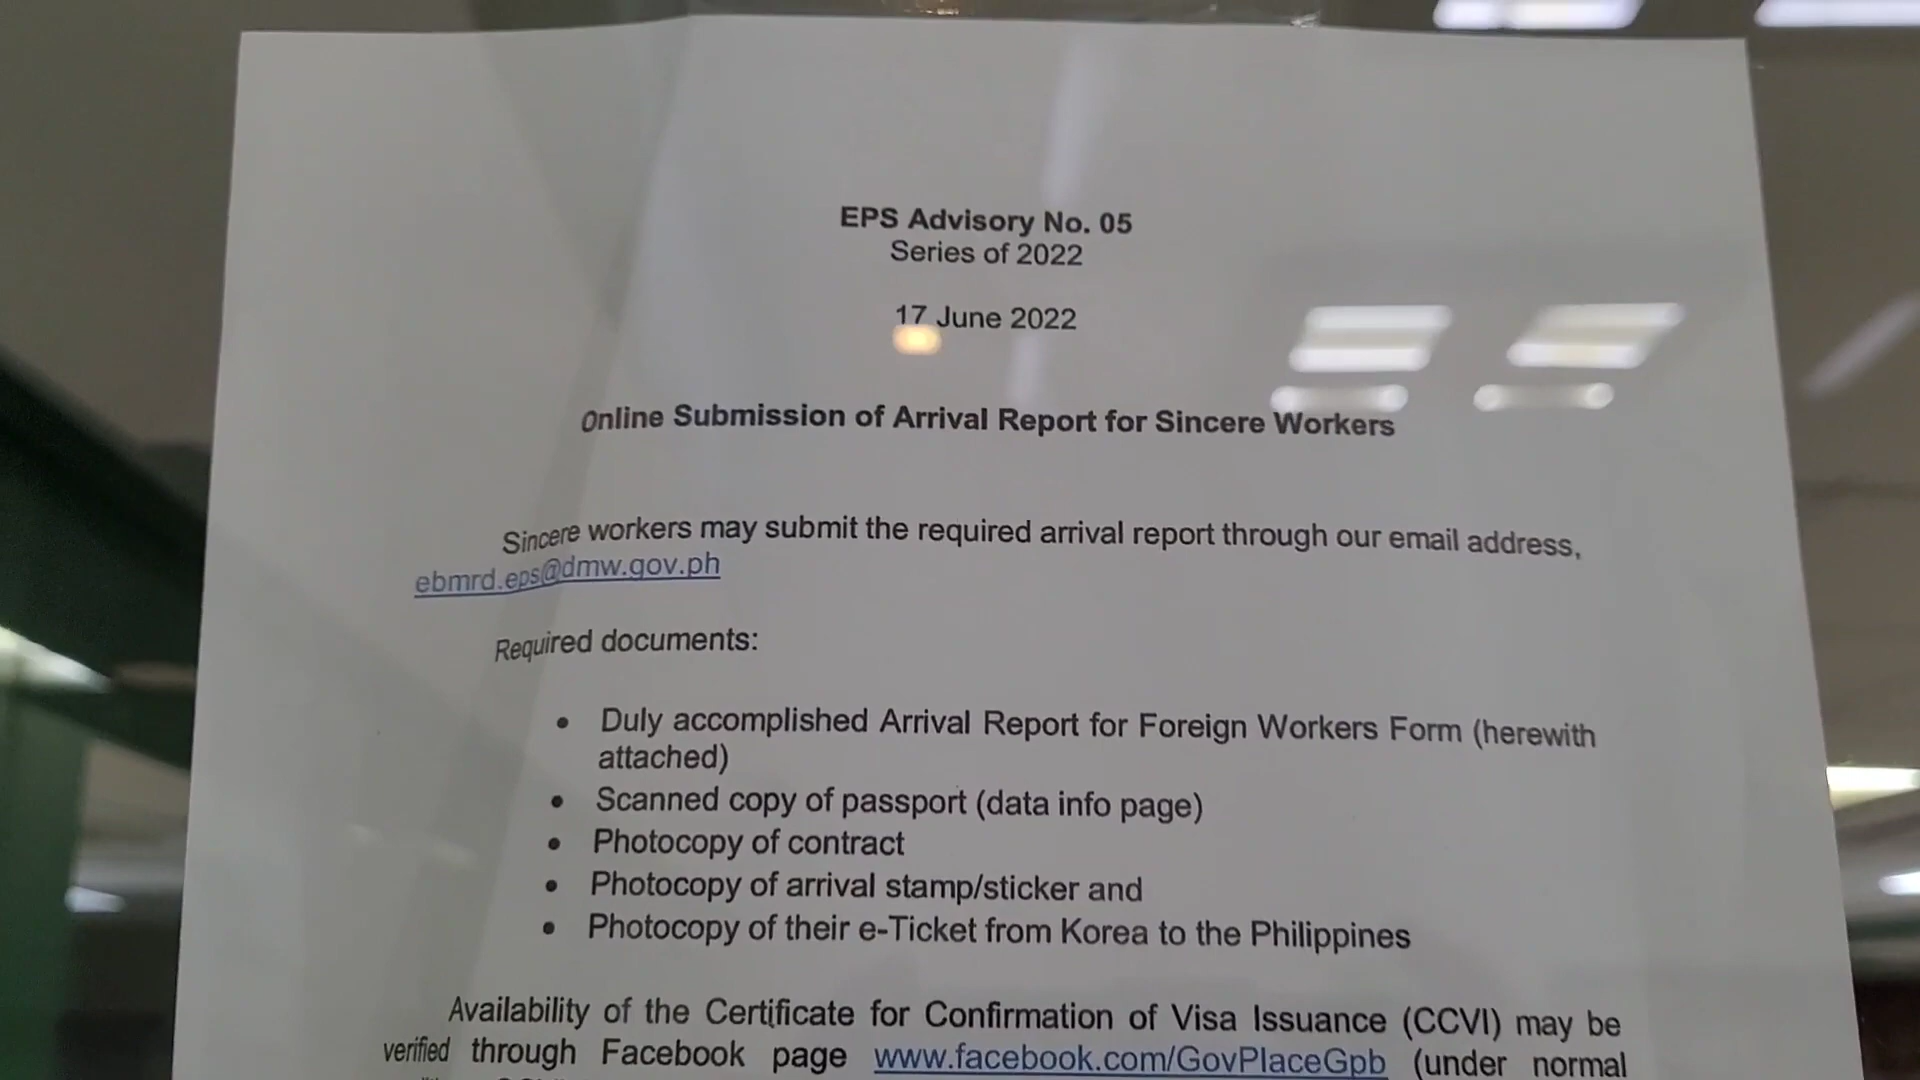 EPS Advisory No. 05
Series of 2022
17 June 2022
Online Submission of Arrival Report for Sincere Workers
Sincere workers may submit the required arrival report through our email address,
ebmrd.eps@dmw.gov.ph
Required documents:
• Duly accomplished Arrival Report for Foreign Workers Form (herewith
attached)
• Scanned copy of passport (data info page)
• Photocopy of contract
• Photocopy of arrival stamp/sticker and
• Photocopy of their e-Ticket from Korea to the Philippines
Availability of the Certificate for Confirmation of Visa Issuance (CCVI) may be
verified through Facebook page www.facebook.com/GovPlaceGpb (under normal